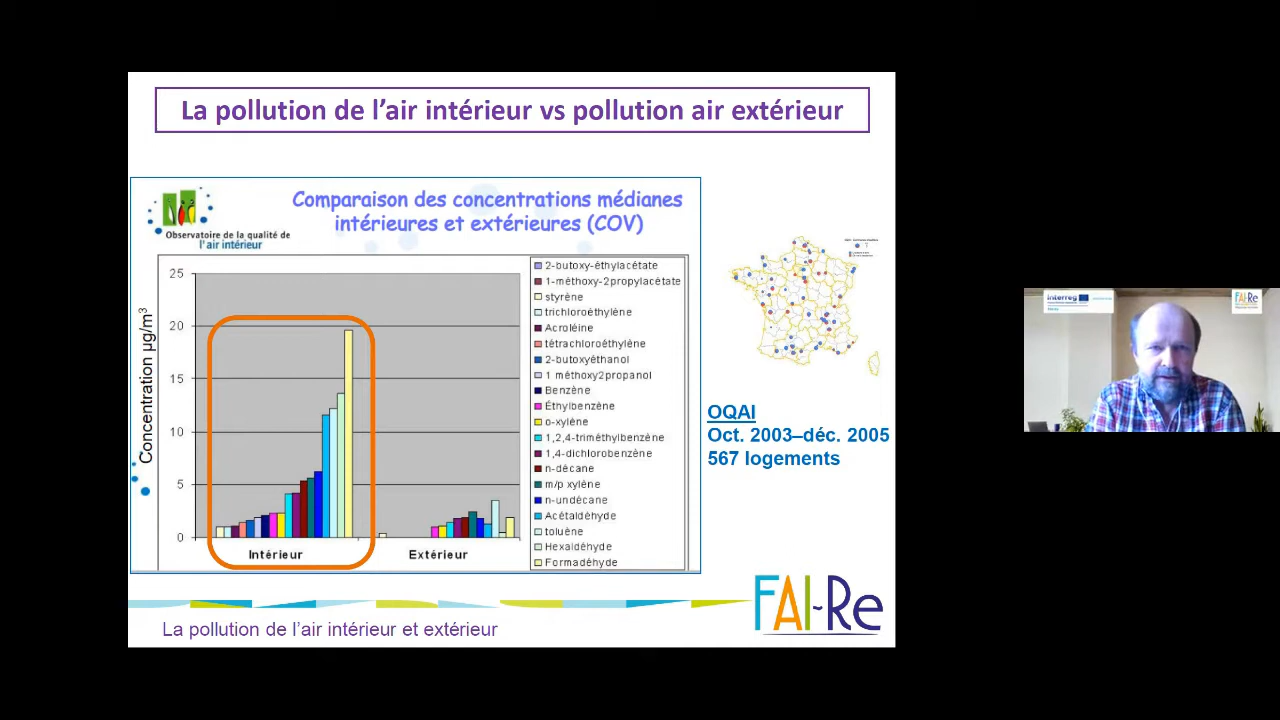 La pollution de l'air intérieur vs pollution air extérieur
Observatoire de la qualité de
l'air intérieur
Comparaison des concentrations médianes
intérieures et extérieures (COV)
Concentration µg/m³
25
20
15
10
5
0
Intérieur
Extérieur
2-butoxy-éthylacétate
1-méthoxy-2propylacétate
styrène
trichloroéthylène
Acroléine
tétrachloroéthylène
2-butoxyéthanol
1 méthoxy2propanol
Benzène
Éthylbenzène
o-xylène
1,2,4-triméthylbenzène
1,4-dichlorobenzène
n-décane
m/p xylène
n-undécane
Acétaldéhyde
toluène
Hexaldéhyde
Formadéhyde
OQAI
Oct. 2003–déc. 2005
567 logements
interreg
FAI-Re
La pollution de l'air intérieur et extérieur
FAI-Re